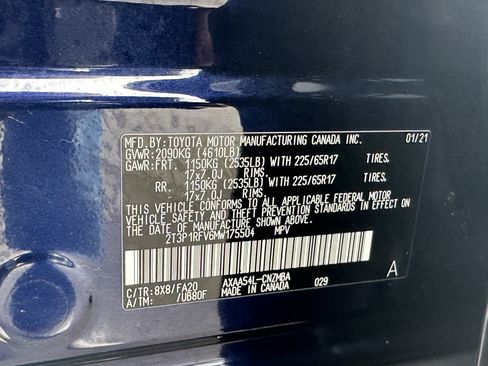 MFD.BY:TOYOTA MOTOR MANUFACTURING CANADA INC. 01/21
GVWR:2090KG (4610LB)
GAWR:FRT. 1150KG (2535LB) WITH 225/65R17 TIRES.
17x7.0J RIMS.
RR. 1150KG (2535LB) WITH 225/65R17 TIRES.
17x7.0J RIMS.
THIS VEHICLE CONFORMS TO ALL APPLICABLE FEDERAL MOTOR
VEHICLE SAFETY AND BUMPER STANDARDS IN EFFECT ON THE DATE OF
MANUFACTURE SHOWN ABOVE.
2T3P1RFV6MW175504 MPV
C/TR:8X8/FA20 AXAA54L-CNZMBA 029 A
A/TM: /UB80F MADE IN CANADA